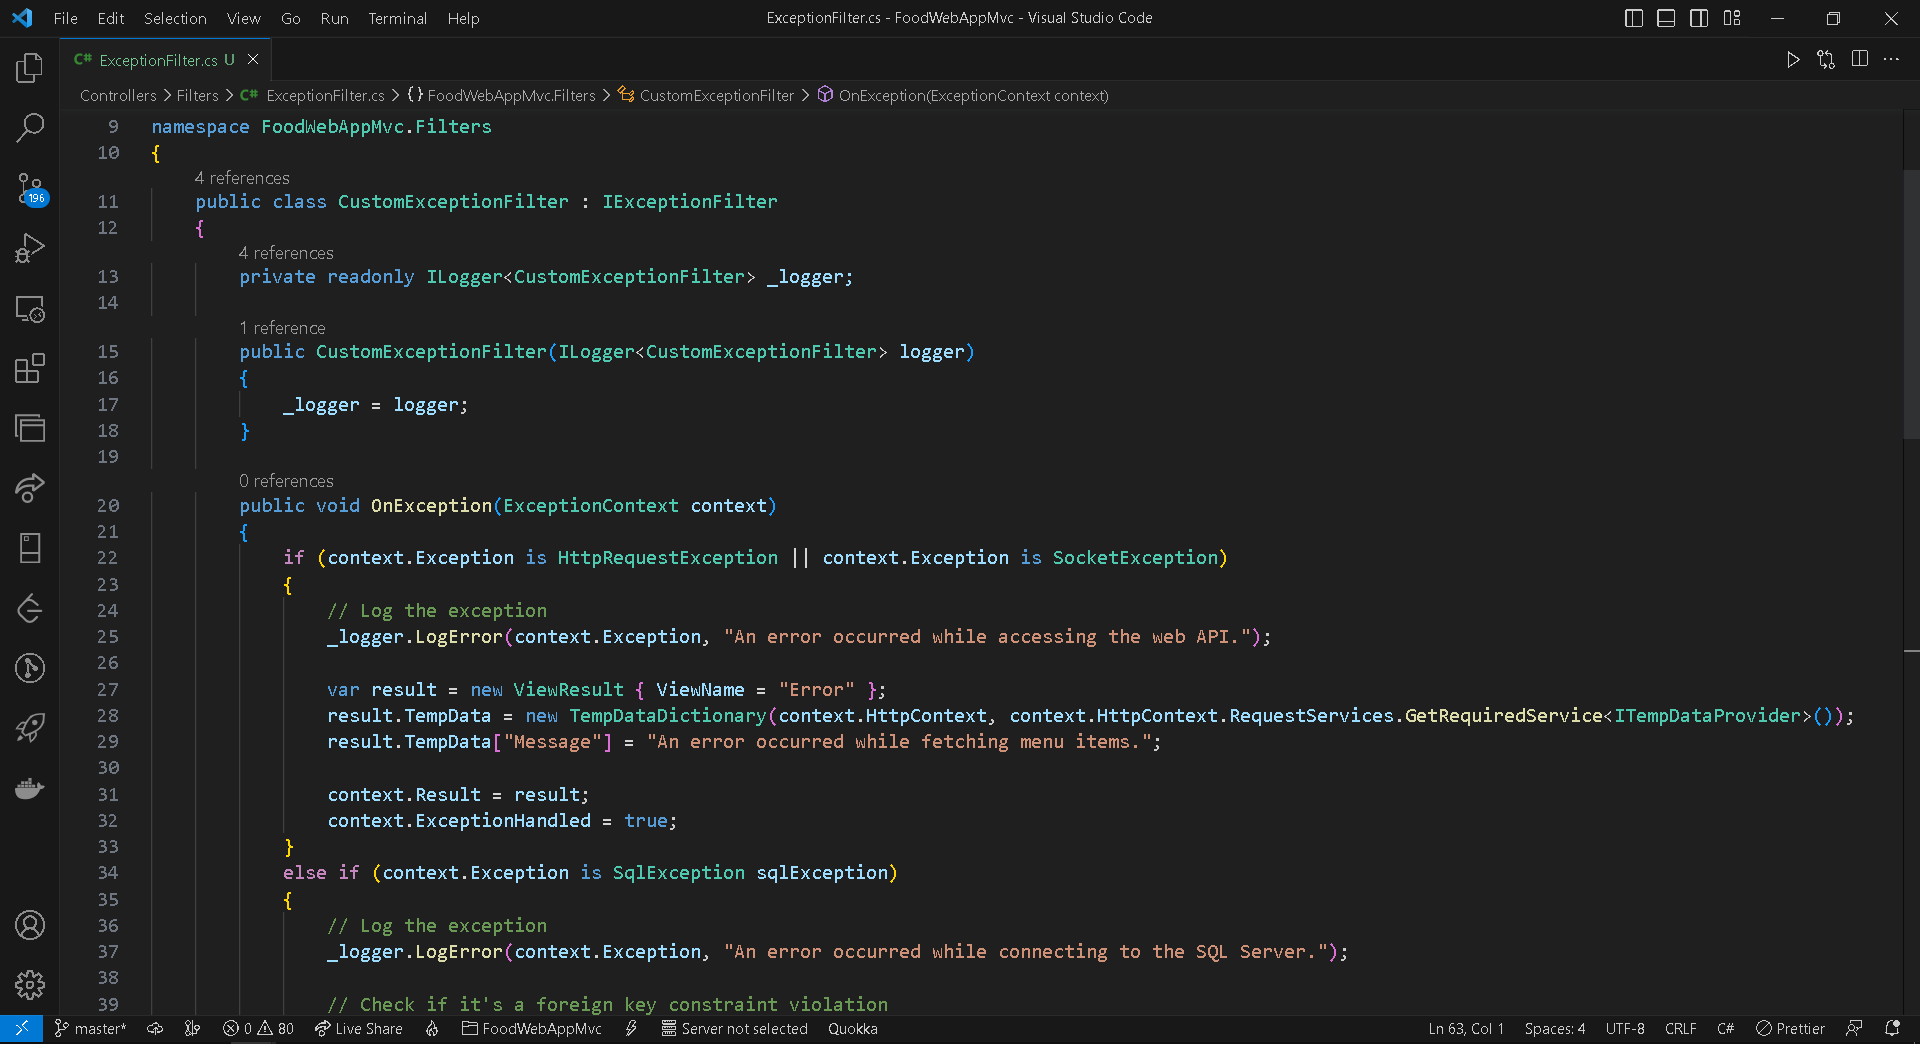 File Edit Selection View Go Run Terminal Help ExceptionFilter.cs - FoodWebAppMvc - Visual Studio Code
C# ExceptionFilter.cs U
Controllers > Filters > C# ExceptionFilter.cs > {} FoodWebAppMvc.Filters > CustomExceptionFilter > OnException(ExceptionContext context)
9 namespace FoodWebAppMvc.Filters
10 {
4 references
11 public class CustomExceptionFilter : IExceptionFilter
12 {
4 references
13 private readonly ILogger<CustomExceptionFilter> _logger;
14
1 reference
15 public CustomExceptionFilter(ILogger<CustomExceptionFilter> logger)
16 {
17 _logger = logger;
18 }
19
0 references
20 public void OnException(ExceptionContext context)
21 {
22 if (context.Exception is HttpRequestException || context.Exception is SocketException)
23 {
24 // Log the exception
25 _logger.LogError(context.Exception, "An error occurred while accessing the web API.");
26
27 var result = new ViewResult { ViewName = "Error" };
28 result.TempData = new TempDataDictionary(context.HttpContext, context.HttpContext.RequestServices.GetRequiredService<ITempDataProvider>());
29 result.TempData["Message"] = "An error occurred while fetching menu items.";
30
31 context.Result = result;
32 context.ExceptionHandled = true;
33 }
34 else if (context.Exception is SqlException sqlException)
35 {
36 // Log the exception
37 _logger.LogError(context.Exception, "An error occurred while connecting to the SQL Server.");
38
39 // Check if it's a foreign key constraint violation
196
master* 0 80 Live Share FoodWebAppMvc Server not selected Quokka Ln 63, Col 1 Spaces: 4 UTF-8 CRLF C# Prettier